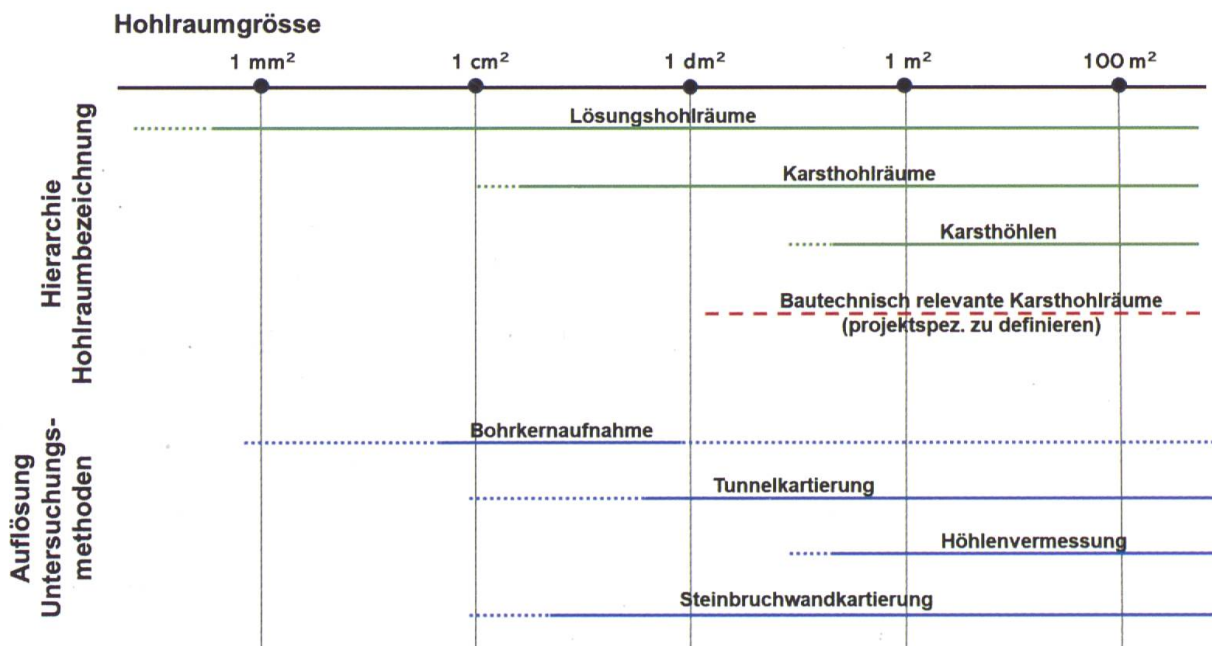 Hohlraumgrösse
1 mm² 1 cm² 1 dm² 1 m² 100 m²
Hierarchie
Hohlraumbezeichnung
Lösungshohlräume
Karsthohlräume
Karsthöhlen
Bautechnisch relevante Karsthohlräume
(projektspez. zu definieren)
Auflösung
Untersuchungs-
methoden
Bohrkernaufnahme
Tunnelkartierung
Höhlenvermessung
Steinbruchwandkartierung